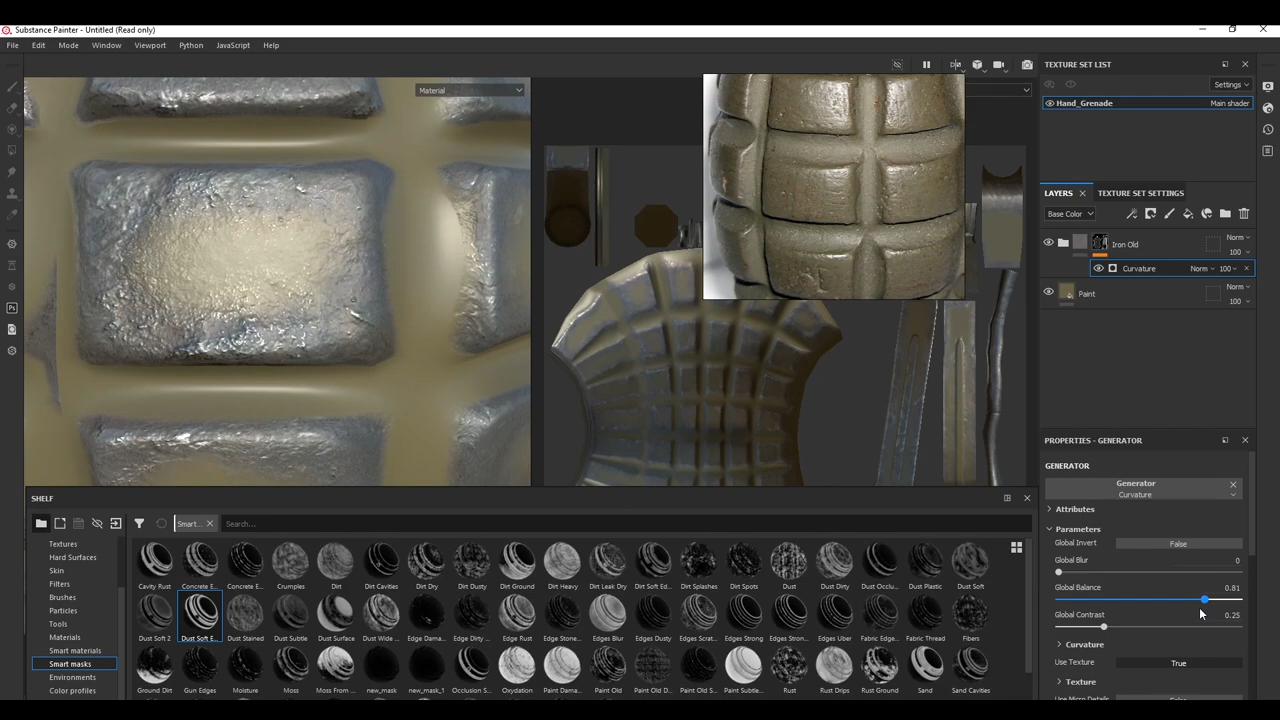 Substance Painter - Untitled (Read only)
File Edit Mode Window Viewport Python JavaScript Help
Material
TEXTURE SET LIST
Settings
Hand_Grenade Main shader
LAYERS TEXTURE SET SETTINGS
Base Color
Iron Old Norm
100
Curvature Norm 100
Paint Norm
100
PROPERTIES - GENERATOR
GENERATOR
Generator
Curvature
Attributes
Parameters
Global Invert False
Global Blur 0
Global Balance 0.81
Global Contrast 0.25
Curvature
Use Texture True
Texture
SHELF
Smart... Search...
Textures
Hard Surfaces
Skin
Filters
Brushes
Particles
Tools
Materials
Smart materials
Smart masks
Environments
Color profiles
Cavity Rust Concrete E... Concrete E... Crumples Dirt Dirt Cavities Dirt Dry Dirt Dusty Dirt Ground Dirt Heavy Dirt Leak Dry Dirt Soft Ed... Dirt Splashes Dirt Spots Dust Dust Dirty Dust Occlu... Dust Plastic Dust Soft
Dust Soft 2 Dust Soft E... Dust Stained Dust Subtle Dust Surface Dust Wide ... Edge Dama... Edge Dirty ... Edge Rust Edge Stone... Edges Blur Edges Dusty Edges Scrat... Edges Strong Edges Stron... Edges Uber Fabric Edge... Fabric Thread Fibers
Ground Dirt Gun Edges Moisture Moss Moss From ... new_mask new_mask_1 Occlusion S... Oxydation Paint Dama... Paint Old Paint Old D... Paint Old S... Paint Subtle... Rust Rust Drips Rust Ground Sand Sand Cavities